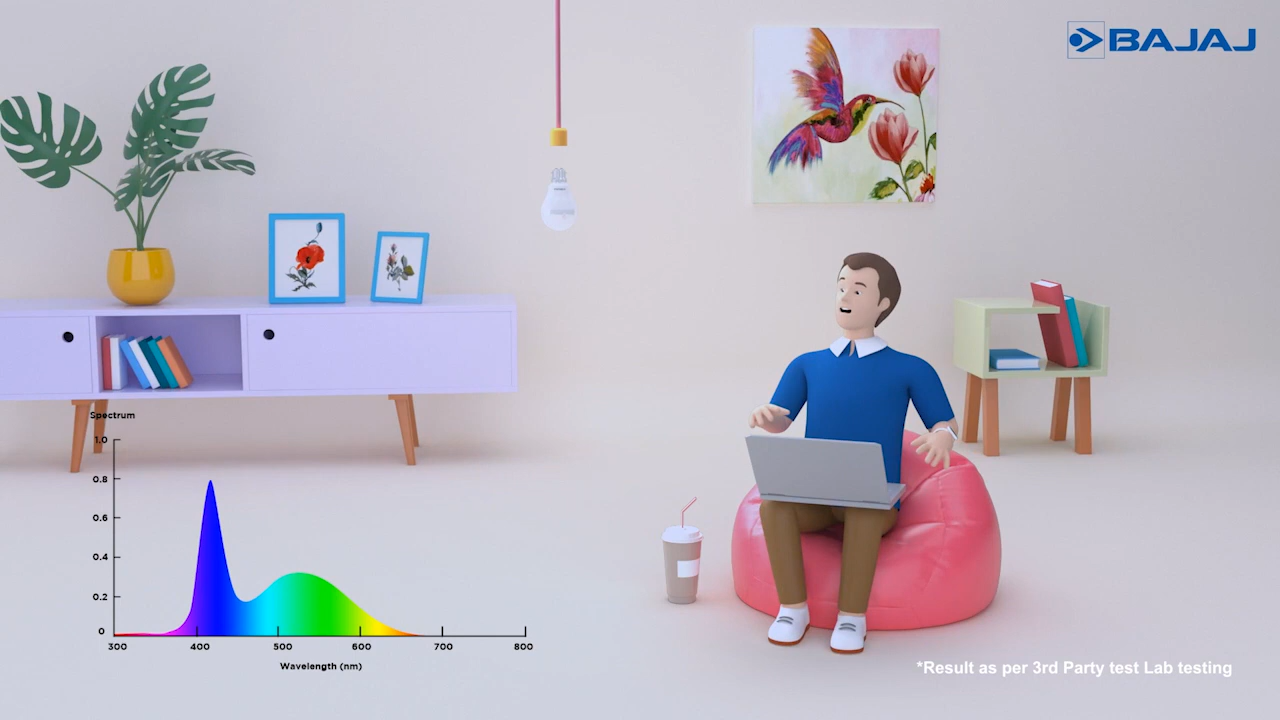 BAJAJ
Spectrum
1.0
0.8
0.6
0.4
0.2
0
300 400 500 600 700 800
Wavelength (nm)
*Result as per 3rd Party test Lab testing